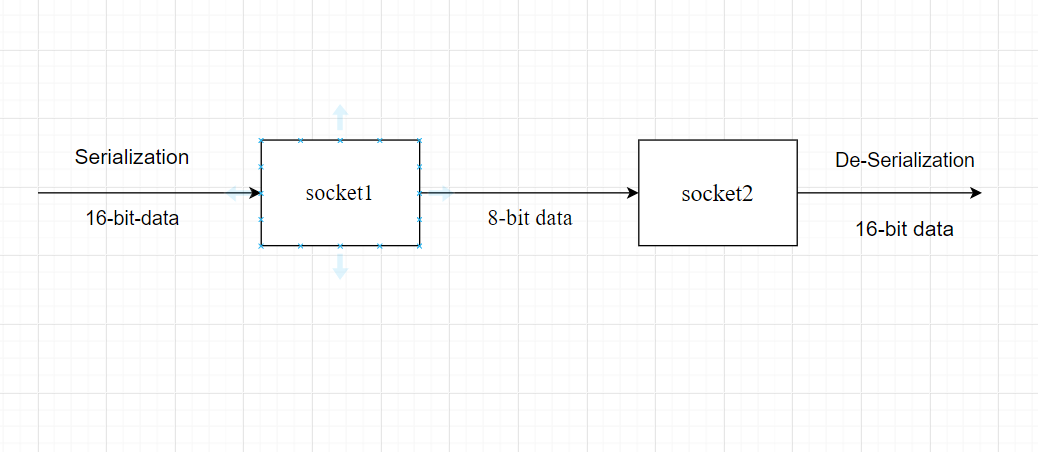 Serialization
16-bit-data
socket1
8-bit data
socket2
De-Serialization
16-bit data